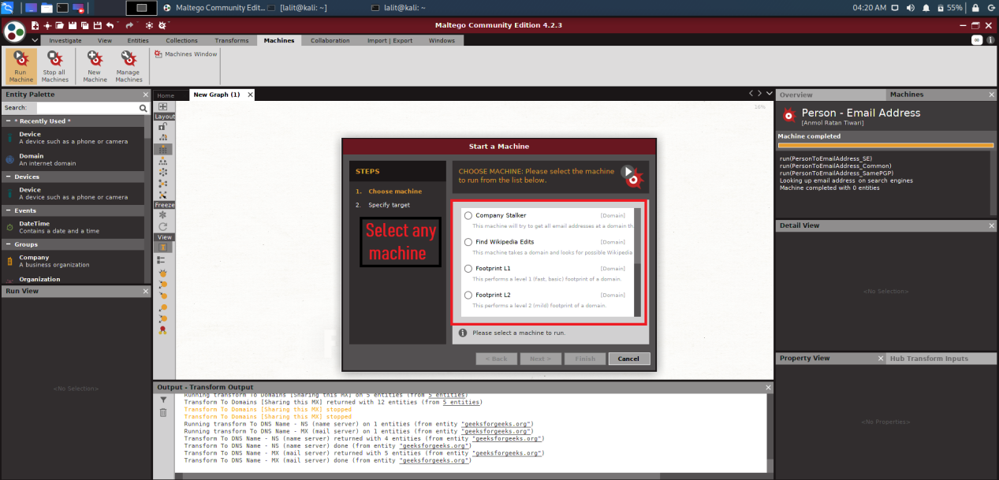 Maltego Community Edit...
[lalit@kali: ~]
lalit@kali: ~
04:20 AM
55%
Maltego Community Edition 4.2.3
Investigate View Entities Collections Transforms Machines Collaboration Import | Export Windows
Run Machine
Stop all Machines
New Machine
Manage Machines
Machines Window
Entity Palette
Search:
* Recently Used *
Device
A device such as a phone or camera
Domain
An internet domain
Devices
Device
A device such as a phone or camera
Events
DateTime
Contains a date and a time
Groups
Company
A business organization
Organization
Run View
<No Selection>
Home
New Graph (1)
16%
Layout
Freeze
View
Start a Machine
STEPS
1. Choose machine
2. Specify target
Select any
machine
CHOOSE MACHINE: Please select the machine
to run from the list below.
Company Stalker [Domain]
This machine will try to get all email addresses at a domain th
Find Wikipedia Edits [Domain]
This machine takes a domain and looks for possible Wikipedia
Footprint L1 [Domain]
This performs a level 1 (fast, basic) footprint of a domain.
Footprint L2 [Domain]
This performs a level 2 (mild) footprint of a domain.
Please select a machine to run.
< Back Next > Finish Cancel
Output - Transform Output
Running transform To Domains [Sharing this MX] on 5 entities (from 5 entities)
Transform To Domains [Sharing this MX] returned with 12 entities (from 5 entities)
Transform To Domains [Sharing this MX] stopped
Transform To Domains [Sharing this MX] stopped
Running transform To DNS Name - NS (name server) on 1 entities (from entity "geeksforgeeks.org")
Running transform To DNS Name - MX (mail server) on 1 entities (from entity "geeksforgeeks.org")
Transform To DNS Name - NS (name server) returned with 4 entities (from entity "geeksforgeeks.org")
Transform To DNS Name - NS (name server) done (from entity "geeksforgeeks.org")
Transform To DNS Name - MX (mail server) returned with 5 entities (from entity "geeksforgeeks.org")
Transform To DNS Name - MX (mail server) done (from entity "geeksforgeeks.org")
Overview
Machines
Person - Email Address
[Anmol Ratan Tiwari]
Machine completed
run(PersonToEmailAddress_SE)
run(PersonToEmailAddress_Common)
run(PersonToEmailAddress_SamePGP)
Looking up email address on search engines
Machine completed with 0 entities
Detail View
<No Selection>
Property View
Hub Transform Inputs
<No Properties>